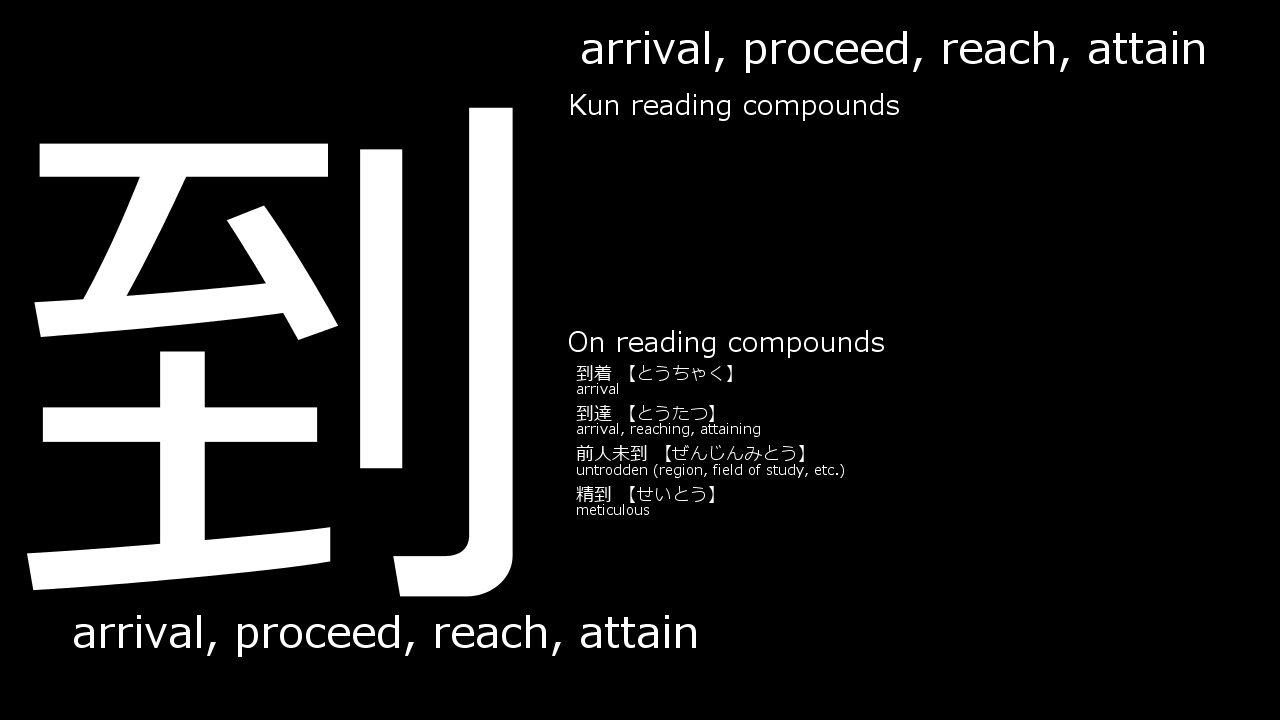 到
arrival, proceed, reach, attain
arrival, proceed, reach, attain
Kun reading compounds
On reading compounds
到着 【とうちゃく】
arrival
到達 【とうたつ】
arrival, reaching, attaining
前人未到 【ぜんじんみとう】
untrodden (region, field of study, etc.)
精到 【せいとう】
meticulous